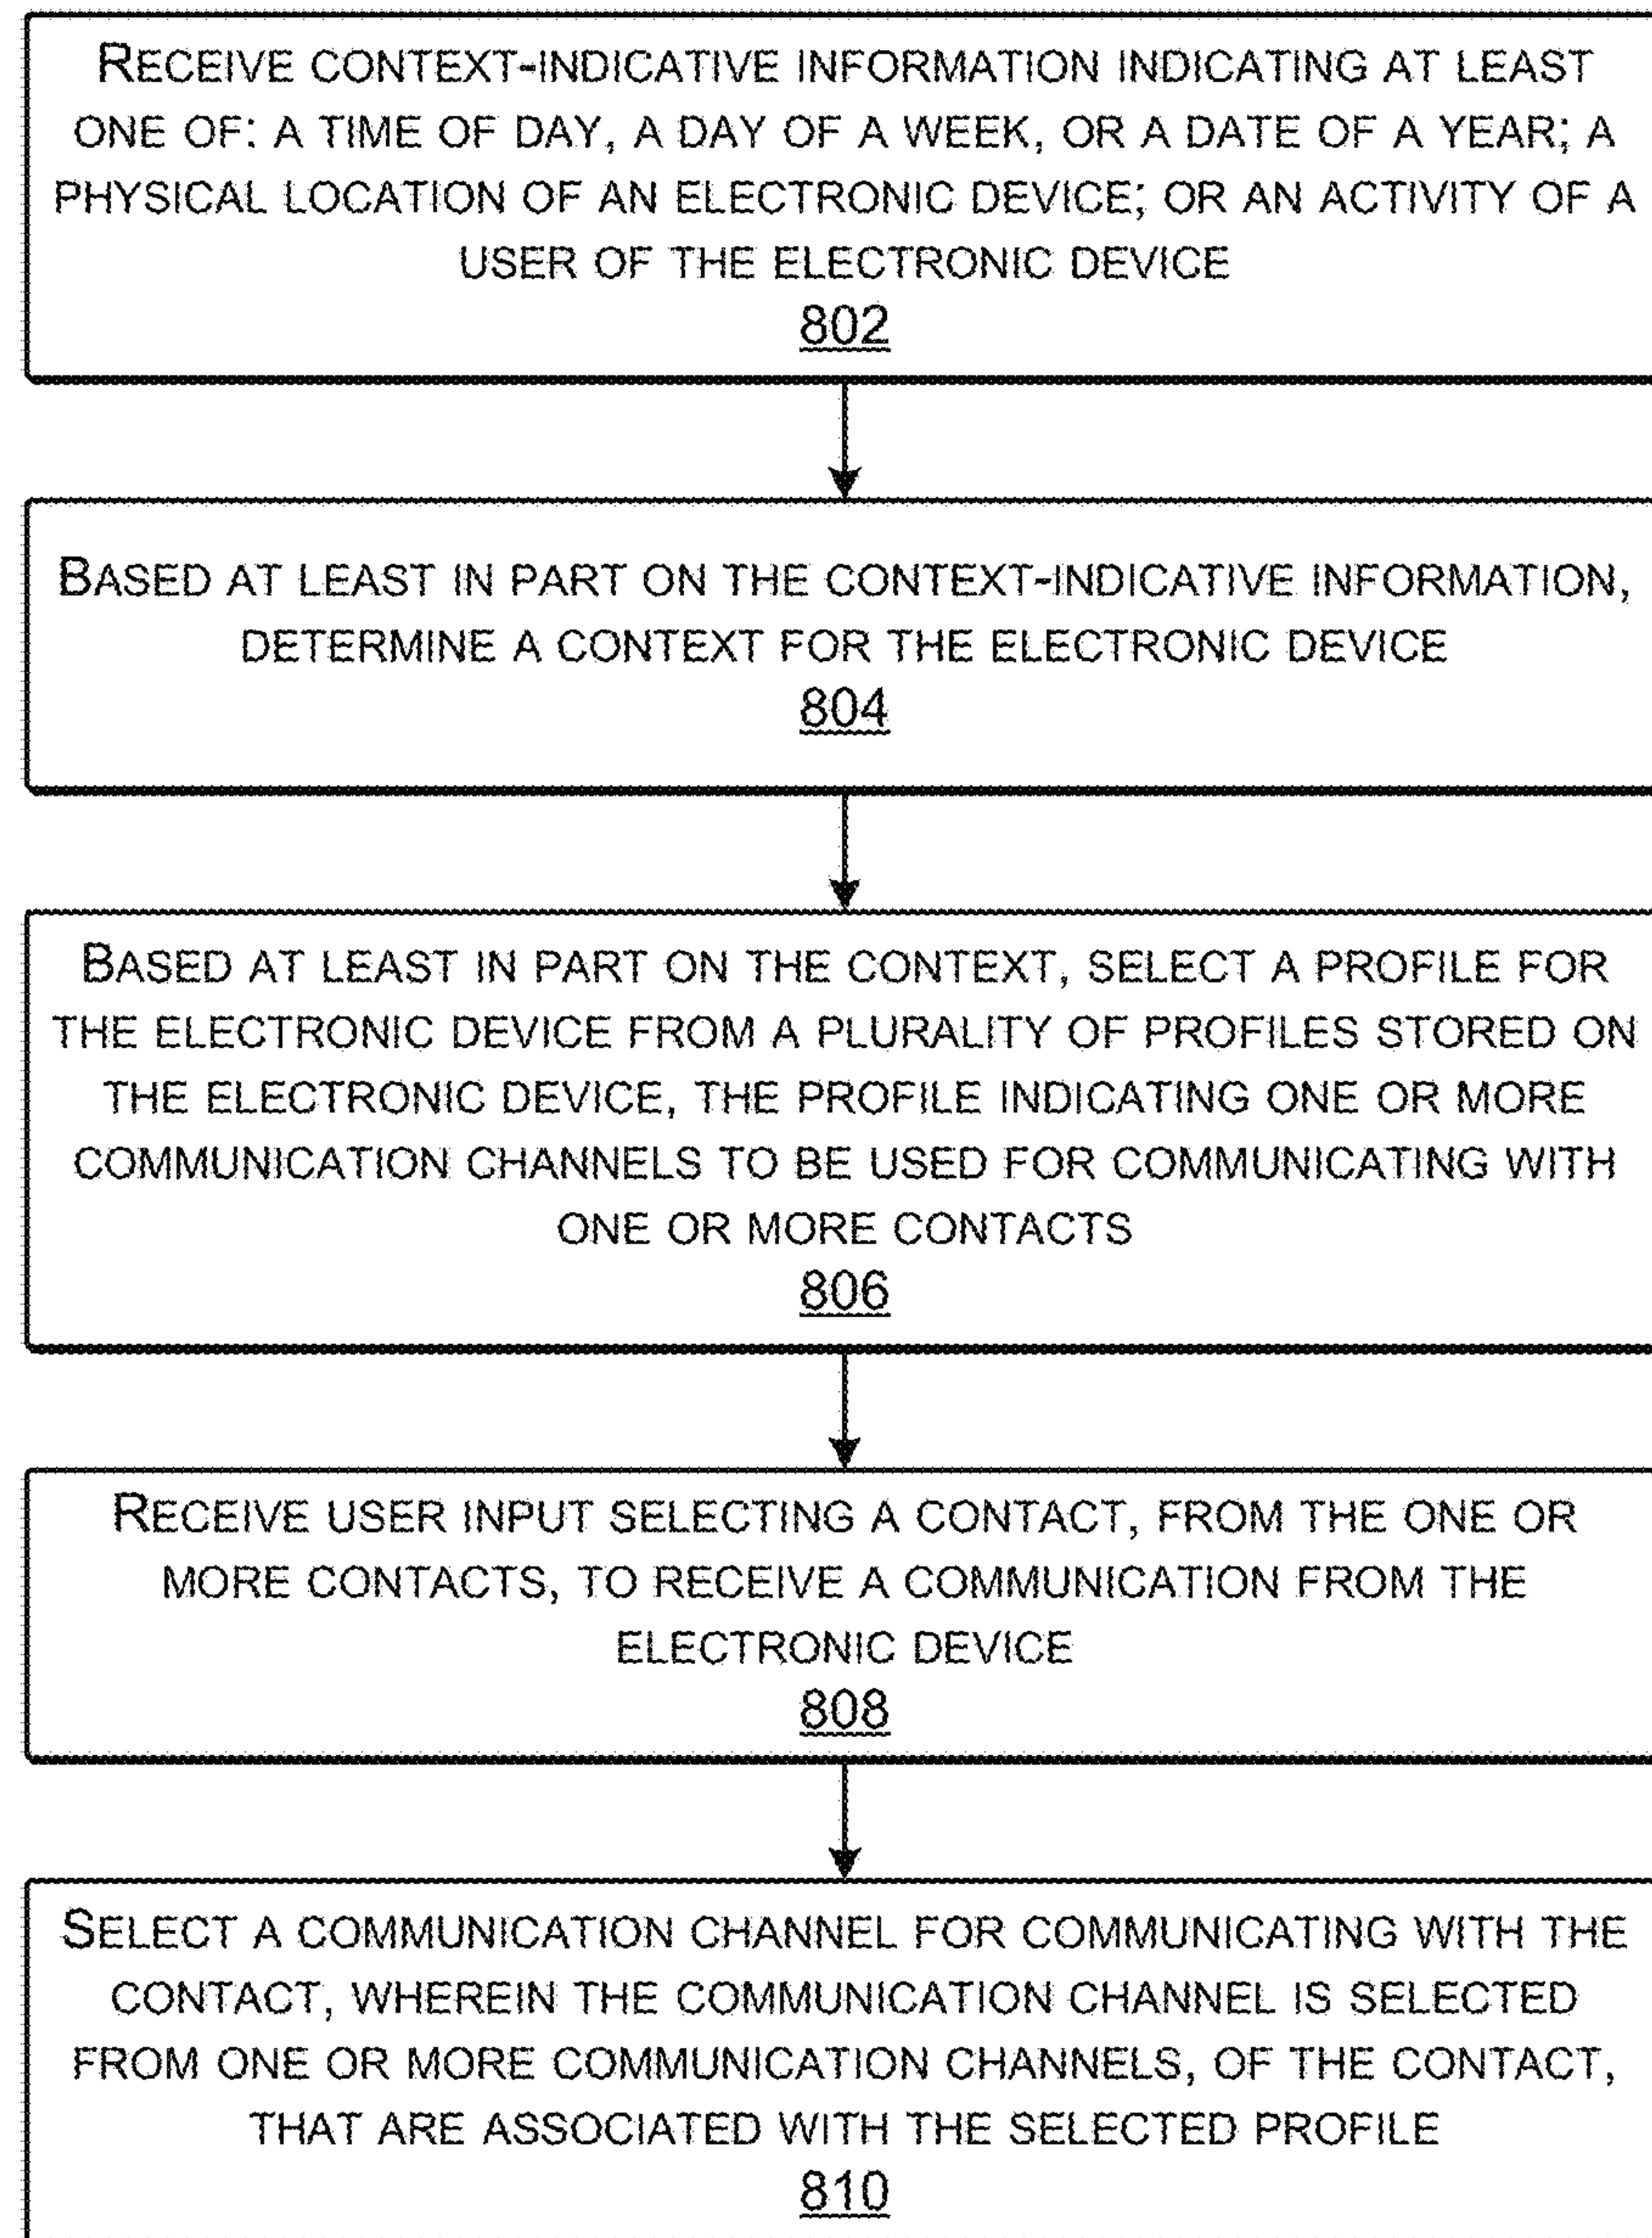 RECEIVE CONTEXT-INDICATIVE INFORMATION INDICATING AT LEAST
ONE OF: A TIME OF DAY, A DAY OF A WEEK, OR A DATE OF A YEAR; A
PHYSICAL LOCATION OF AN ELECTRONIC DEVICE; OR AN ACTIVITY OF A
USER OF THE ELECTRONIC DEVICE
802
BASED AT LEAST IN PART ON THE CONTEXT-INDICATIVE INFORMATION,
DETERMINE A CONTEXT FOR THE ELECTRONIC DEVICE
804
BASED AT LEAST IN PART ON THE CONTEXT, SELECT A PROFILE FOR
THE ELECTRONIC DEVICE FROM A PLURALITY OF PROFILES STORED ON
THE ELECTRONIC DEVICE, THE PROFILE INDICATING ONE OR MORE
COMMUNICATION CHANNELS TO BE USED FOR COMMUNICATING WITH
ONE OR MORE CONTACTS
806
RECEIVE USER INPUT SELECTING A CONTACT, FROM THE ONE OR
MORE CONTACTS, TO RECEIVE A COMMUNICATION FROM THE
ELECTRONIC DEVICE
808
SELECT A COMMUNICATION CHANNEL FOR COMMUNICATING WITH THE
CONTACT, WHEREIN THE COMMUNICATION CHANNEL IS SELECTED
FROM ONE OR MORE COMMUNICATION CHANNELS, OF THE CONTACT,
THAT ARE ASSOCIATED WITH THE SELECTED PROFILE
810